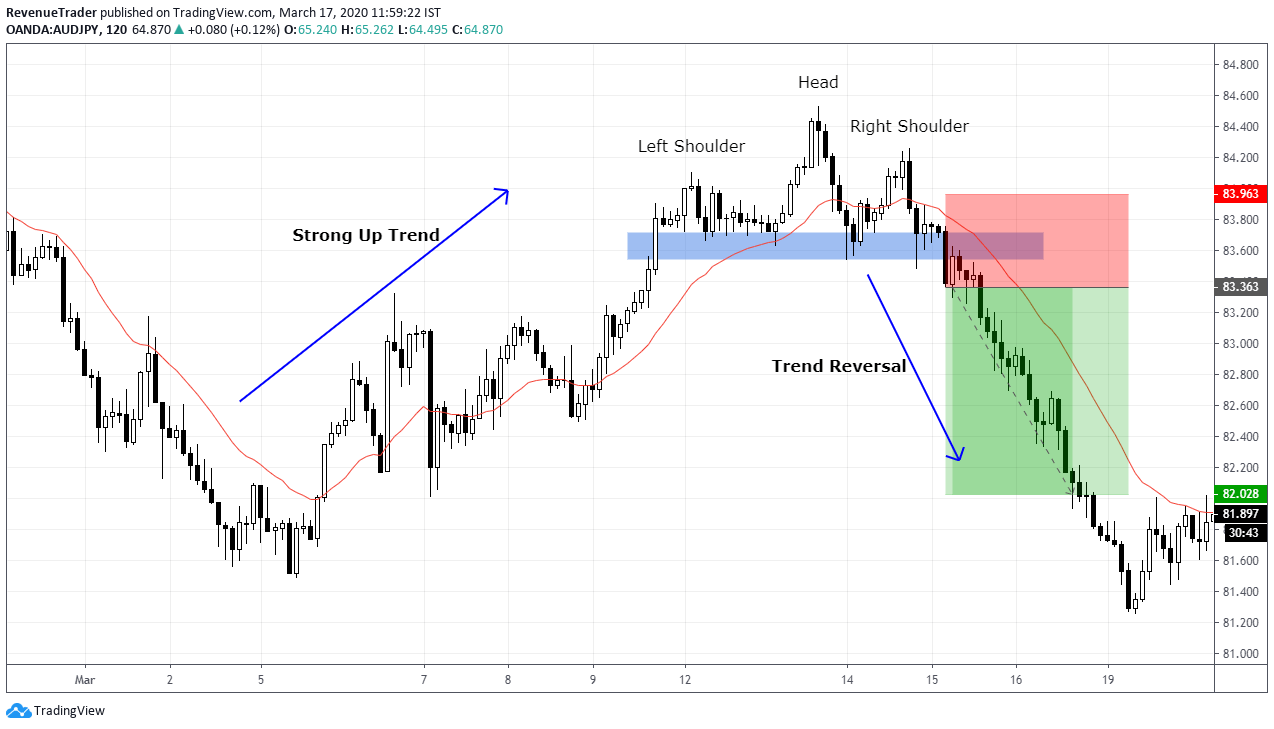 RevenueTrader published on TradingView.com, March 17, 2020 11:59:22 IST
OANDA:AUDJPY, 120 64.870 ▲ +0.080 (+0.12%) O:65.240 H:65.262 L:64.495 C:64.870
84.800
Head
84.600
Right Shoulder
84.400
Left Shoulder
84.200
83.963
Strong Up Trend
83.800
83.600
83.363
83.200
83.000
Trend Reversal
82.800
82.600
82.400
82.200
82.028
81.897
30:43
81.600
81.400
81.200
81.000
Mar 2 5 7 8 9 12 14 15 16 19
TradingView